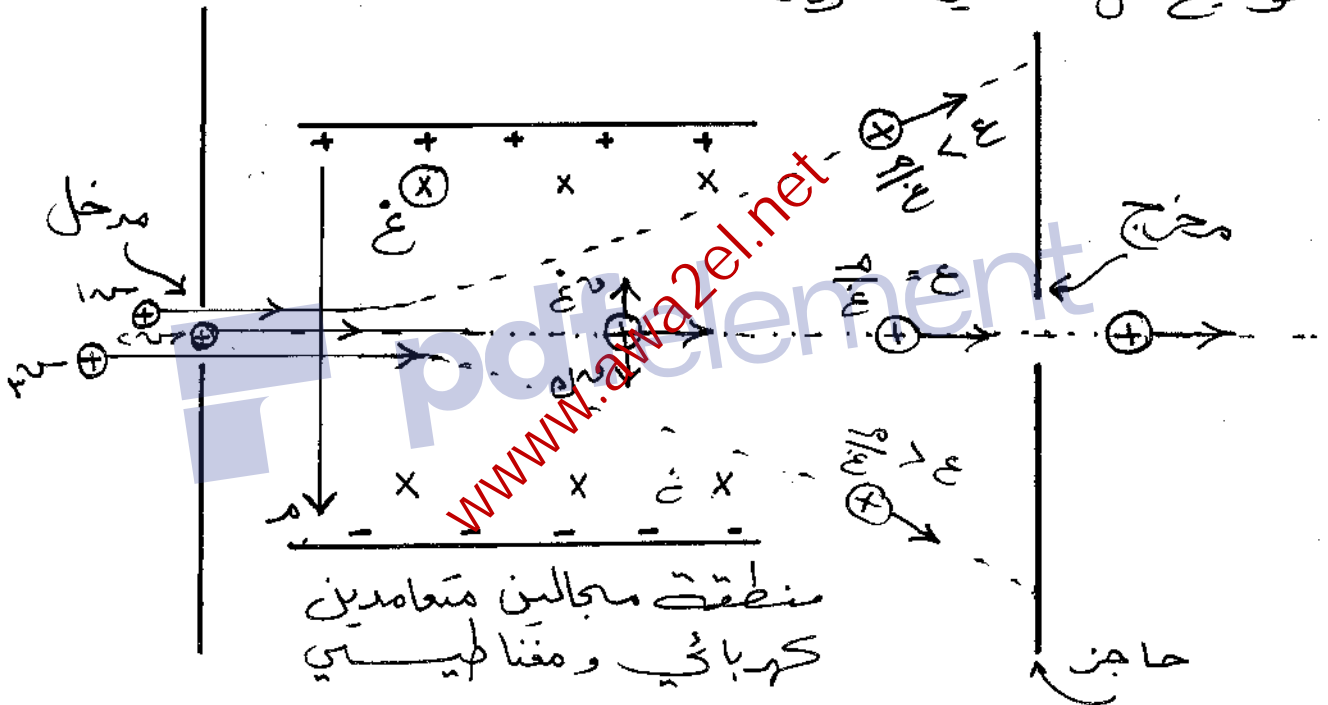 + + + + +
مدخل
غ
× × ×
ع > م/غ
مخرج
ع = م/غ
pdfelement
www.awa2el.net
ع < م/غ
م
× × غ ×
- - - - -
منطقة مجالين متعامدين
كهربائي ومغناطيسي
حاجز